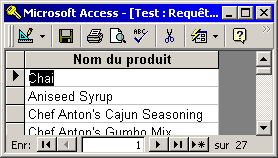 Microsoft Access - [Test : Requêt...
ABC
Nom du produit
Chai
Aniseed Syrup
Chef Anton's Cajun Seasoning
Chef Anton's Gumbo Mix
Enr: 1 sur 27